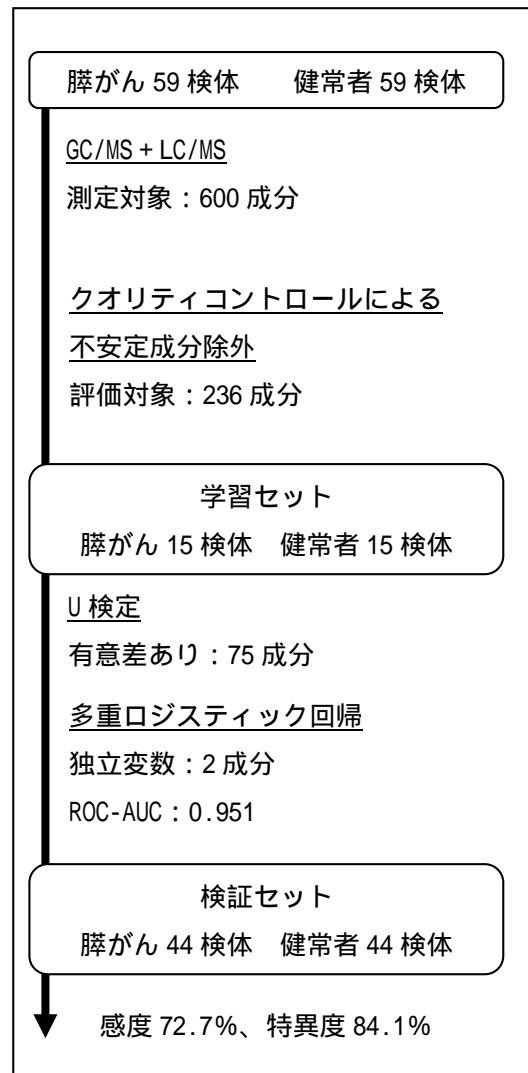 膵がん 59 検体　健常者 59 検体
GC/MS + LC/MS
測定対象：600 成分
クオリティコントロールによる
不安定成分除外
評価対象：236 成分
学習セット
膵がん 15 検体　健常者 15 検体
U 検定
有意差あり：75 成分
多重ロジスティック回帰
独立変数：2 成分
ROC-AUC：0.951
検証セット
膵がん 44 検体　健常者 44 検体
感度 72.7%、特異度 84.1%